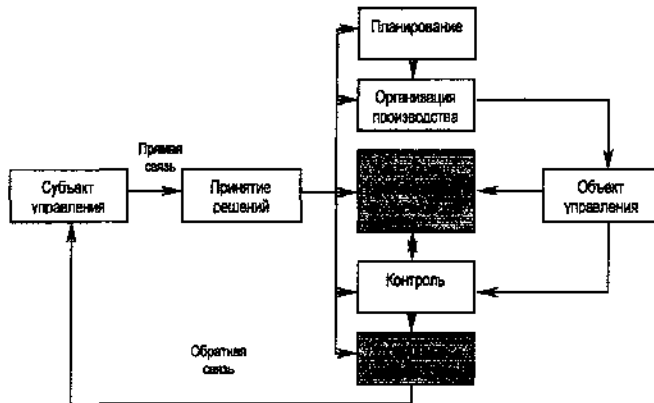 Планирование
Организация
производства
Прямая
связь
Субъект
управления
Принятие
решений
Объект
управления
Контроль
Обратная
связь